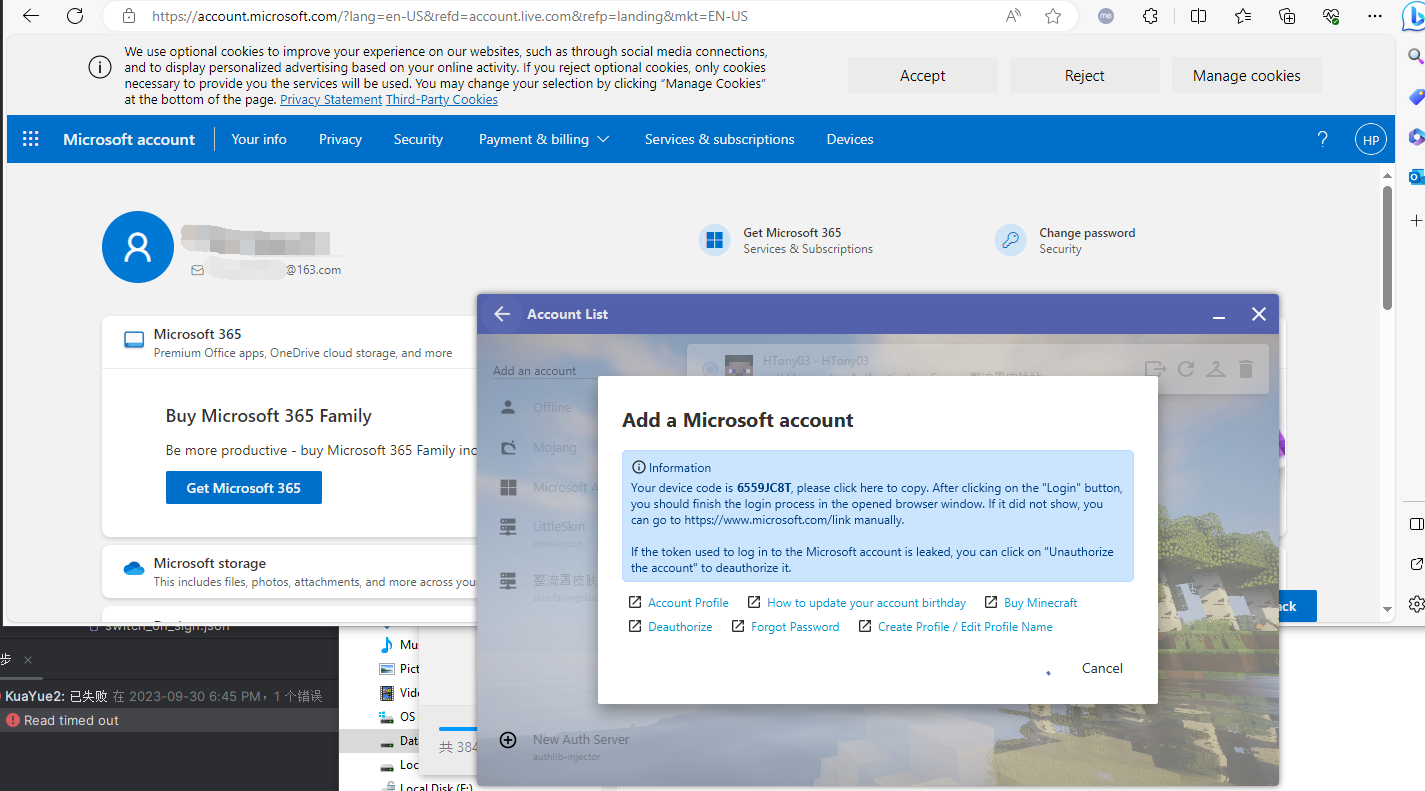 https://account.microsoft.com/?lang=en-US&refd=account.live.com&refp=landing&mkt=EN-US
We use optional cookies to improve your experience on our websites, such as through social media connections,
and to display personalized advertising based on your online activity. If you reject optional cookies, only cookies
necessary to provide you the services will be used. You may change your selection by clicking “Manage Cookies”
at the bottom of the page. Privacy Statement Third-Party Cookies
Accept
Reject
Manage cookies
Microsoft account
Your info
Privacy
Security
Payment & billing
Services & subscriptions
Devices
?
HP
@163.com
Get Microsoft 365
Services & Subscriptions
Change password
Security
Microsoft 365
Premium Office apps, OneDrive cloud storage, and more
Buy Microsoft 365 Family
Be more productive - buy Microsoft 365 Family inc
Get Microsoft 365
Microsoft storage
This includes files, photos, attachments, and more across you
ack
Account List
Add an account
HTony03 - HTony03
Offline
Mojang
Microsoft A
LittleSkin
littleskin.cn
整流罩皮肤
New Auth Server
authlib-injector
Add a Microsoft account
Information
Your device code is 6559JC8T, please click here to copy. After clicking on the "Login" button,
you should finish the login process in the opened browser window. If it did not show, you
can go to https://www.microsoft.com/link manually.
If the token used to log in to the Microsoft account is leaked, you can click on "Unauthorize
the account" to deauthorize it.
Account Profile
How to update your account birthday
Buy Minecraft
Deauthorize
Forgot Password
Create Profile / Edit Profile Name
Cancel
switch_on_sign.json
步
KuaYue2: 已失败 在 2023-09-30 6:45 PM，1 个错误
Read timed out
Mus
Pict
Vide
OS
Dat
Loc
Local Disk (F:)
共 384